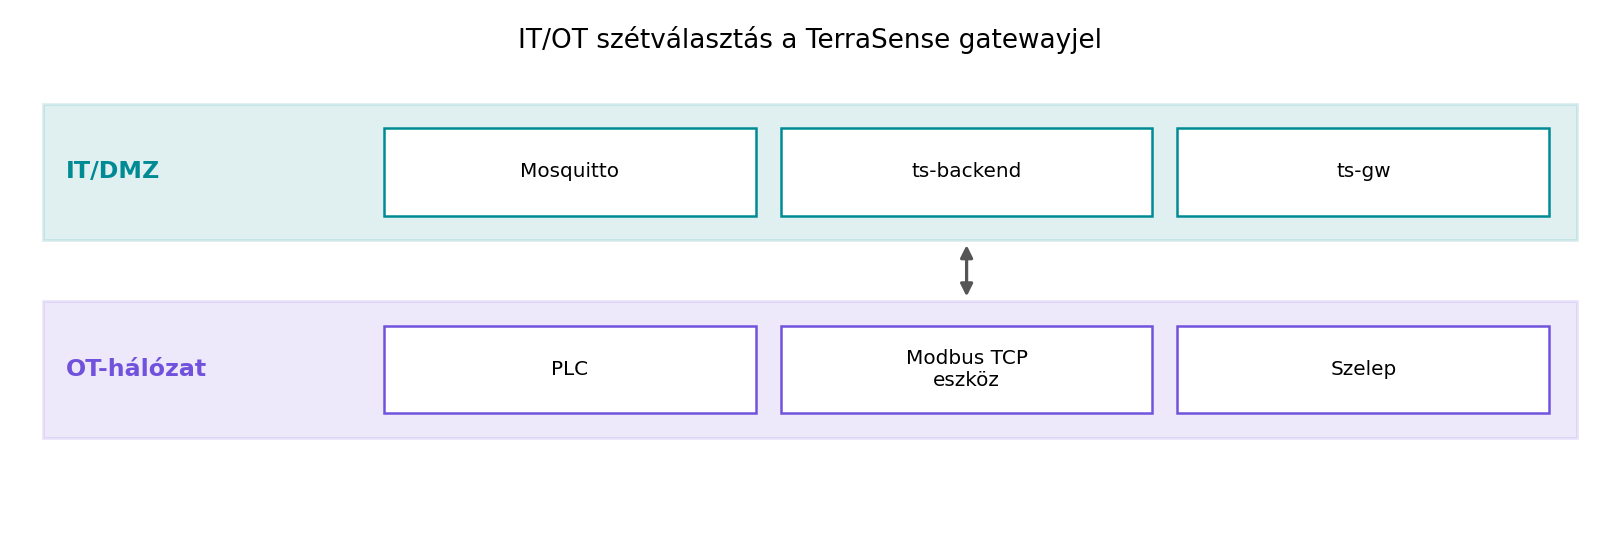 IT/OT szétválasztás a TerraSense gatewayjel
IT/DMZ
Mosquitto
ts-backend
ts-gw
OT-hálózat
PLC
Modbus TCP
eszköz
Szelep